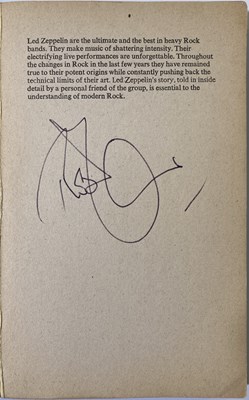 Led Zeppelin are the ultimate and the best in heavy Rock
bands. They make music of shattering intensity. Their
electrifying live performances are unforgettable. Throughout
the changes in Rock in the last few years they have remained
true to their potent origins while constantly pushing back the
technical limits of their art. Led Zeppelin's story, told in inside
detail by a personal friend of the group, is essential to the
understanding of modern Rock.